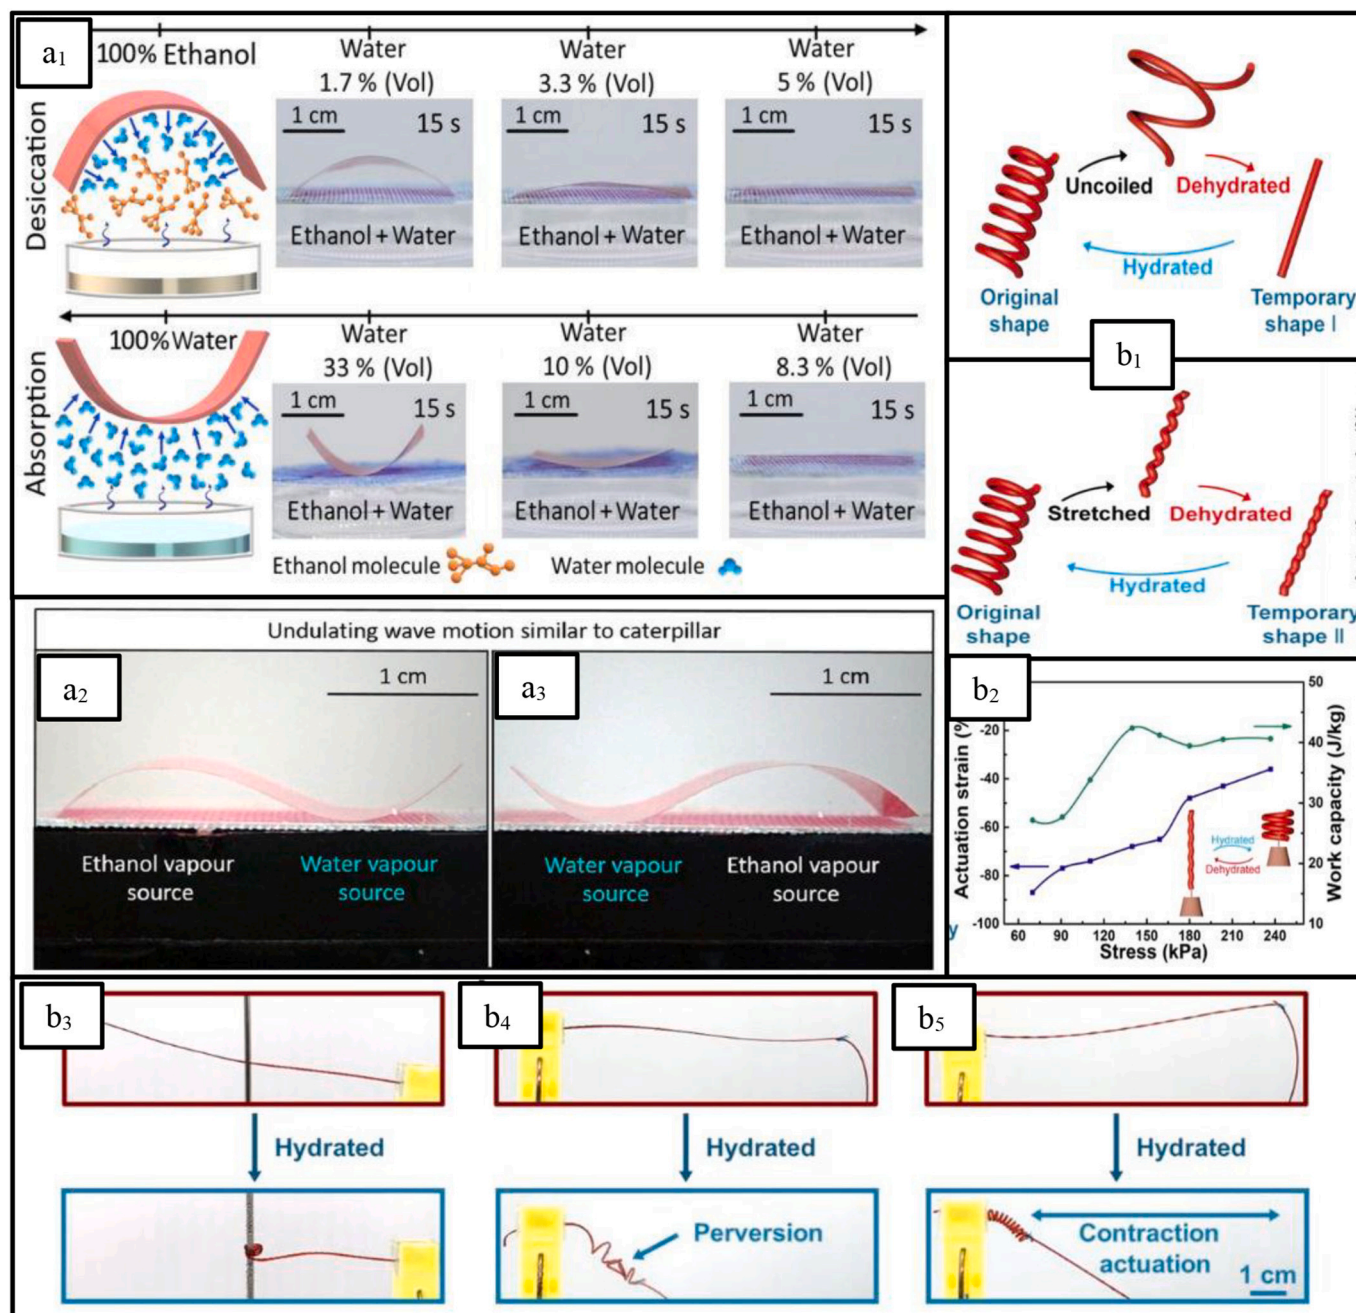 a1
100% Ethanol
Water
1.7 % (Vol)
Water
3.3 % (Vol)
Water
5 % (Vol)
Desiccation
1 cm
15 s
1 cm
15 s
1 cm
15 s
Ethanol + Water
Ethanol + Water
Ethanol + Water
100% Water
Water
33 % (Vol)
Water
10 % (Vol)
Water
8.3 % (Vol)
Absorption
1 cm
15 s
1 cm
15 s
1 cm
15 s
Ethanol + Water
Ethanol + Water
Ethanol + Water
Ethanol molecule
Water molecule
Undulating wave motion similar to caterpillar
a2
1 cm
Ethanol vapour
source
Water vapour
source
a3
1 cm
Water vapour
source
Ethanol vapour
source
b1
Uncoiled
Dehydrated
Hydrated
Original
shape
Temporary
shape I
Stretched
Dehydrated
Hydrated
Original
shape
Temporary
shape II
b2
Actuation strain (%
-20
-40
-60
-80
-100
50
40
30
20
10
Work capacity (J/kg)
Hydrated
Dehydrated
60
90
120
150
180
210
240
Stress (kPa)
y
b3
Hydrated
b4
Hydrated
Perversion
b5
Hydrated
Contraction
actuation
1 cm